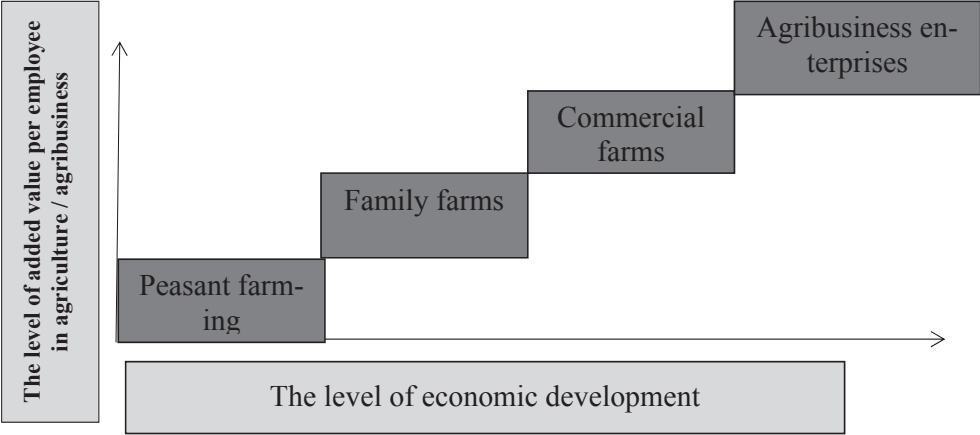 The level of added value per employee
in agriculture / agribusiness
Agribusiness en-
terprises
Commercial
farms
Family farms
Peasant farm-
ing
The level of economic development